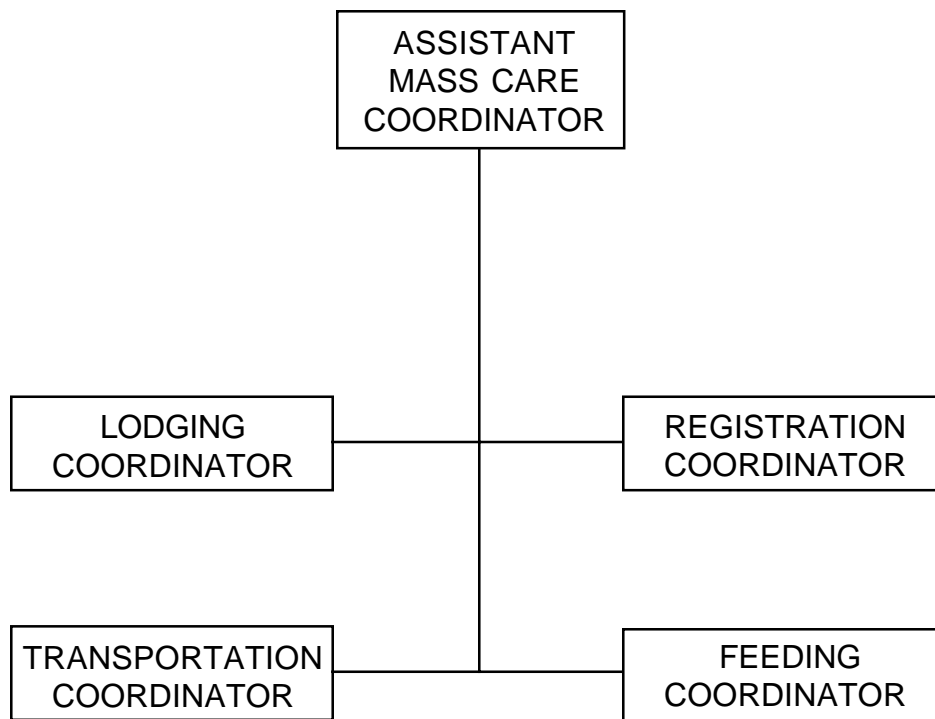 ASSISTANT
MASS CARE
COORDINATOR
LODGING
COORDINATOR
REGISTRATION
COORDINATOR
TRANSPORTATION
COORDINATOR
FEEDING
COORDINATOR